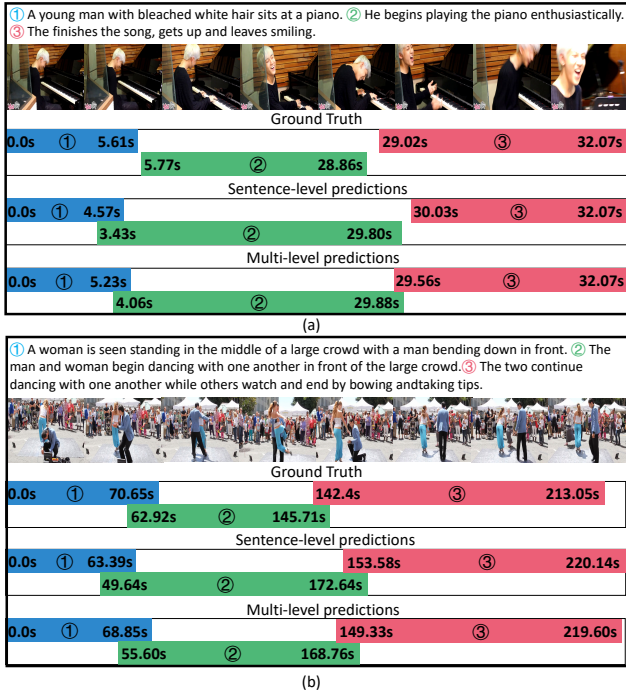 ① A young man with bleached white hair sits at a piano. ② He begins playing the piano enthusiastically.
③ The finishes the song, gets up and leaves smiling.
Ground Truth
0.0s ① 5.61s 29.02s ③ 32.07s
5.77s ② 28.86s
Sentence-level predictions
0.0s ① 4.57s 30.03s ③ 32.07s
3.43s ② 29.80s
Multi-level predictions
0.0s ① 5.23s 29.56s ③ 32.07s
4.06s ② 29.88s
(a)
① A woman is seen standing in the middle of a large crowd with a man bending down in front. ② The
man and woman begin dancing with one another in front of the large crowd.③ The two continue
dancing with one another while others watch and end by bowing andtaking tips.
Ground Truth
0.0s ① 70.65s 142.4s ③ 213.05s
62.92s ② 145.71s
Sentence-level predictions
0.0s ① 63.39s 153.58s ③ 220.14s
49.64s ② 172.64s
Multi-level predictions
0.0s ① 68.85s 149.33s ③ 219.60s
55.60s ② 168.76s
(b)